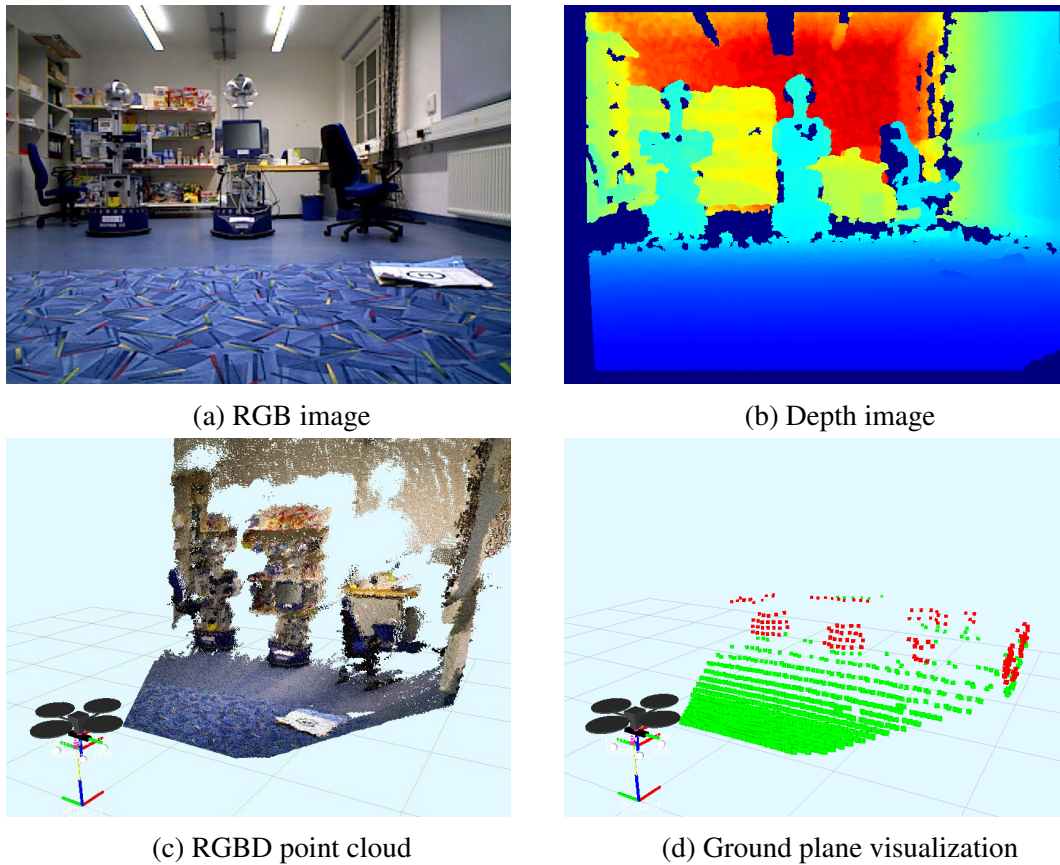 (a) RGB image
(b) Depth image
(c) RGBD point cloud
(d) Ground plane visualization